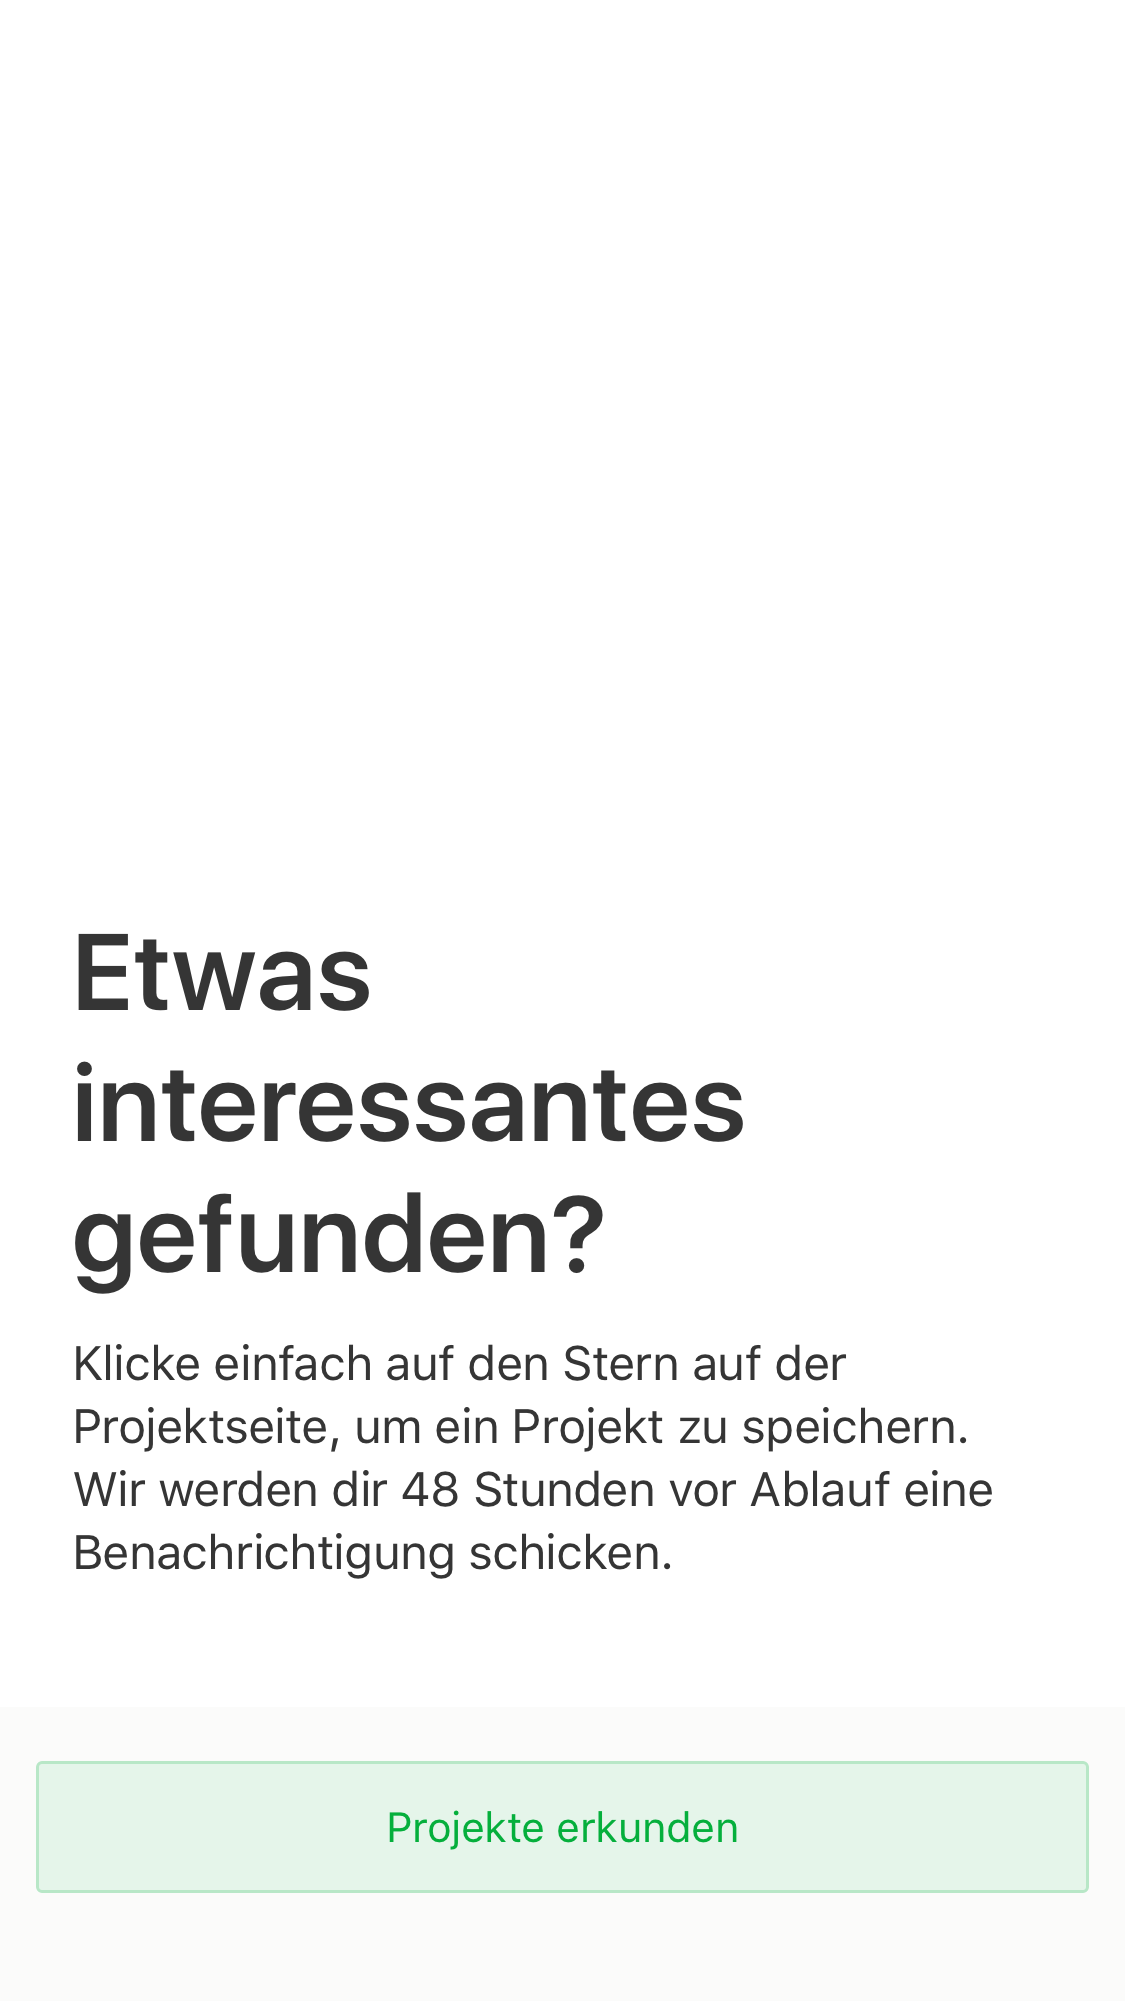 Etwas
interessantes
gefunden?
Klicke einfach auf den Stern auf der
Projektseite, um ein Projekt zu speichern.
Wir werden dir 48 Stunden vor Ablauf eine
Benachrichtigung schicken.
Projekte erkunden